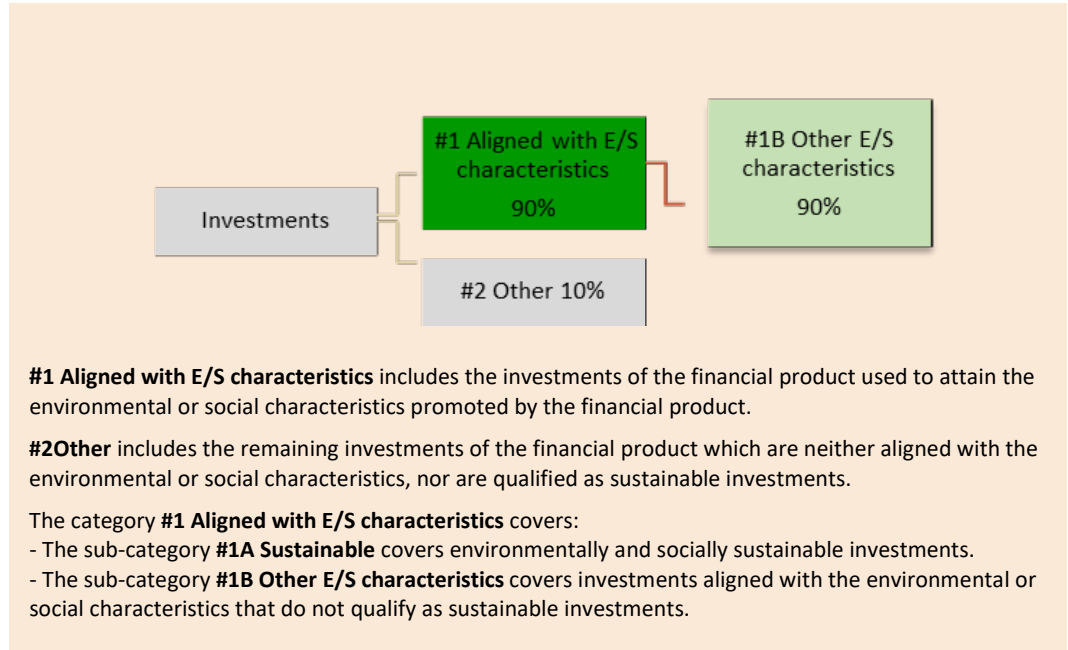 #1 Aligned with E/S
characteristics
90%
#1B Other E/S
characteristics
90%
Investments
#2 Other 10%
#1 Aligned with E/S characteristics includes the investments of the financial product used to attain the
environmental or social characteristics promoted by the financial product.
#2Other includes the remaining investments of the financial product which are neither aligned with the
environmental or social characteristics, nor are qualified as sustainable investments.
The category #1 Aligned with E/S characteristics covers:
- The sub-category #1A Sustainable covers environmentally and socially sustainable investments.
- The sub-category #1B Other E/S characteristics covers investments aligned with the environmental or
social characteristics that do not qualify as sustainable investments.